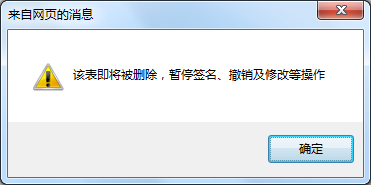 来自网页的消息
该表即将被删除，暂停签名、撤销及修改等操作
确定